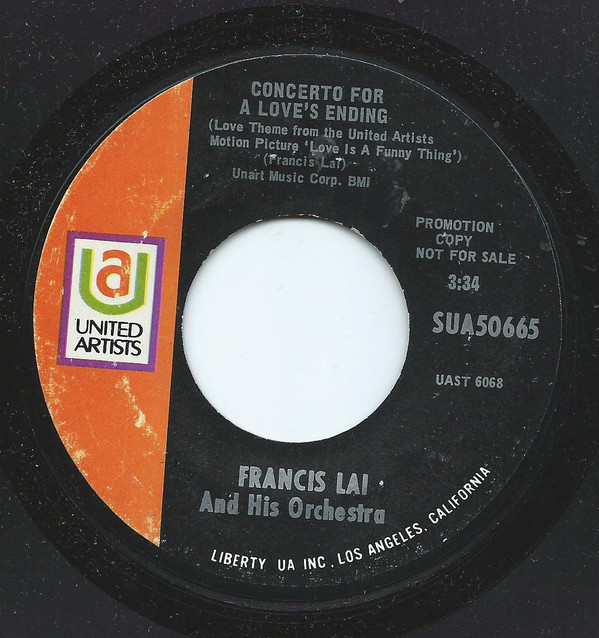 CONCERTO FOR
A LOVE'S ENDING
(Love Theme from the United Artists
Motion Picture 'Love Is A Funny Thing')
(Francis Lai)
Unart Music Corp. BMI
PROMOTION
COPY
NOT FOR SALE
3:34
SUA50665
UAST 6068
ua
UNITED
ARTISTS
FRANCIS LAI
And His Orchestra
LIBERTY UA INC. LOS ANGELES, CALIFORNIA